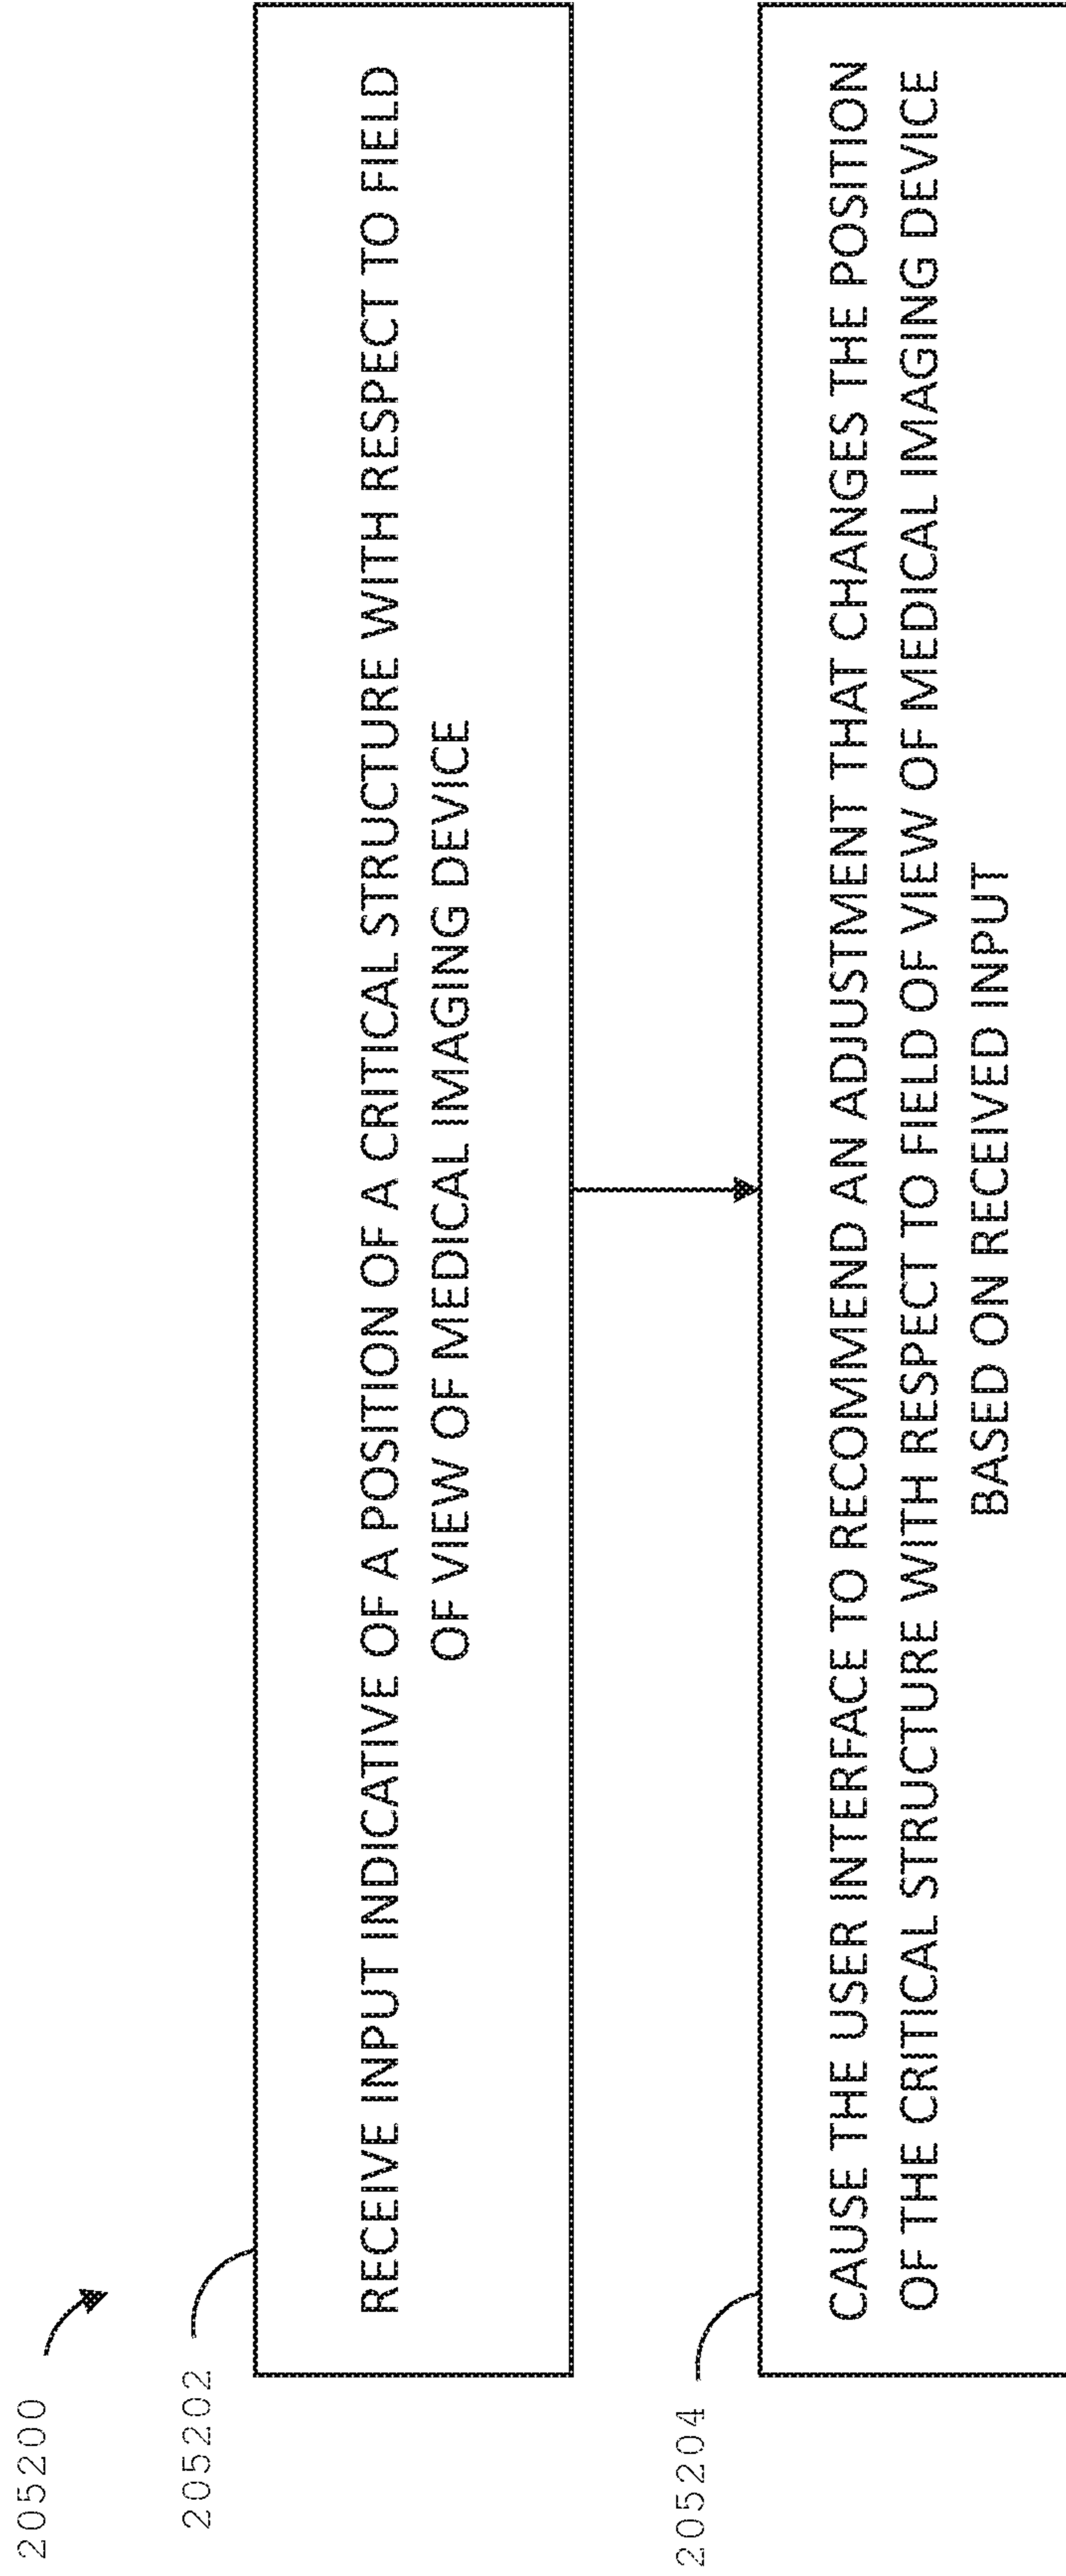 205200
205202
RECEIVE INPUT INDICATIVE OF A POSITION OF A CRITICAL STRUCTURE WITH RESPECT TO FIELD
OF VIEW OF MEDICAL IMAGING DEVICE
205204
CAUSE THE USER INTERFACE TO RECOMMEND AN ADJUSTMENT THAT CHANGES THE POSITION
OF THE CRITICAL STRUCTURE WITH RESPECT TO FIELD OF VIEW OF MEDICAL IMAGING DEVICE
BASED ON RECEIVED INPUT